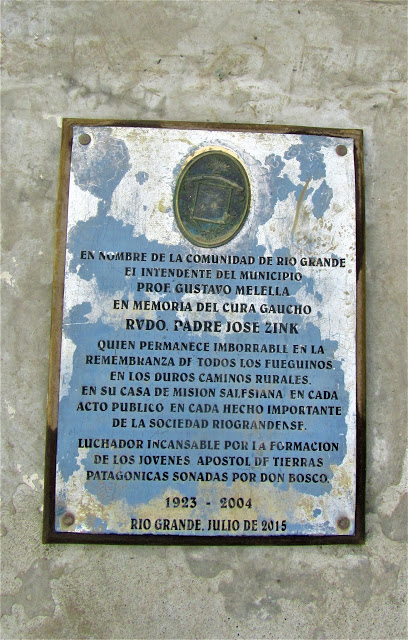 EN NOMBRE DE LA COMUNIDAD DE RIO GRANDE
El INTENDENTE DEL MUNICIPIO
PROF. GUSTAVO MELELLA
EN MEMORIA DEL CURA GAUCHO
RVDO. PADRE JOSE ZINK
QUIEN PERMANECE IMBORRABLE EN LA
REMEMBRANZA DE TODOS LOS FUEGUINOS
EN LOS DUROS CAMINOS RURALES.
EN SU CASA DE MISION SALESIANA EN CADA
ACTO PUBLICO EN CADA HECHO IMPORTANTE
DE LA SOCIEDAD RIOGRANDENSE.
LUCHADOR INCANSABLE POR LA FORMACION
DE LOS JOVENES APOSTOL DE TIERRAS
PATAGONICAS SONADAS POR DON BOSCO.
1923 - 2004
RIO GRANDE, JULIO DE 2015